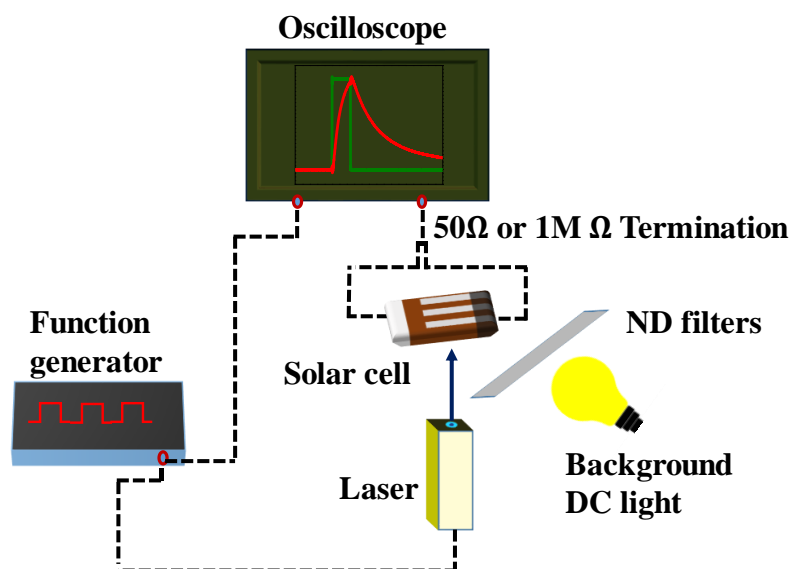 Oscilloscope
50Ω or 1M Ω Termination
Function
generator
Solar cell
ND filters
Laser
Background
DC light